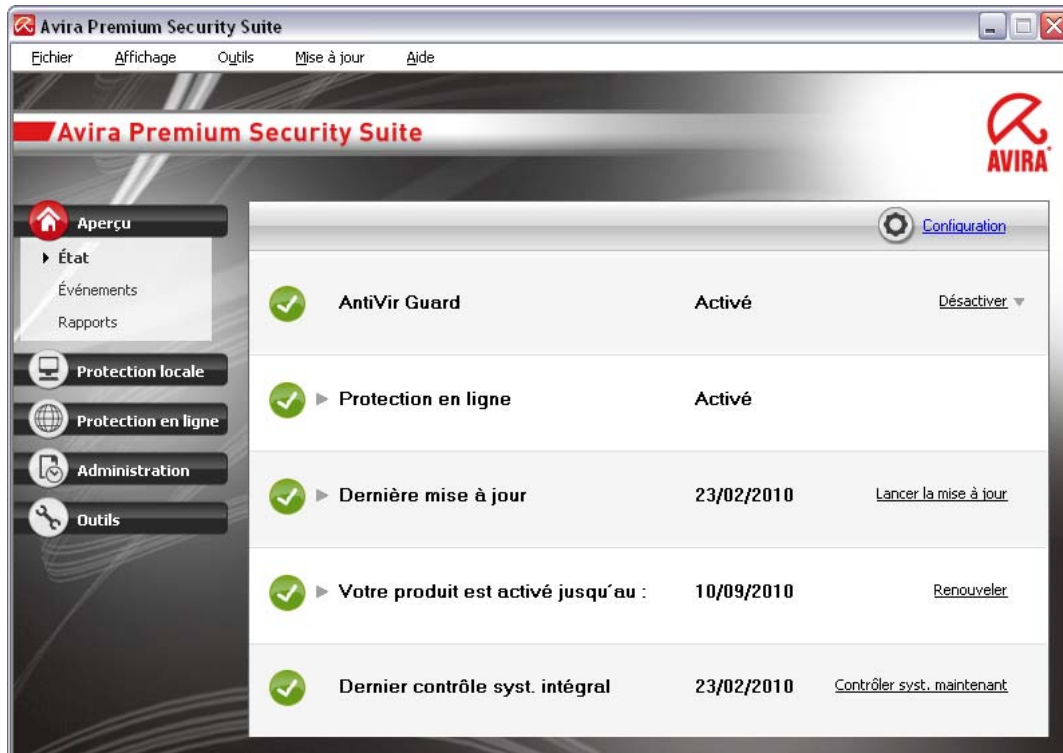 Avira Premium Security Suite
Fichier Affichage Outils Mise à jour Aide
Avira Premium Security Suite
AVIRA
Aperçu
État
Événements
Rapports
Protection locale
Protection en ligne
Administration
Outils
Configuration
AntiVir Guard Activé Désactiver
Protection en ligne Activé
Dernière mise à jour 23/02/2010 Lancer la mise à jour
Votre produit est activé jusqu´au : 10/09/2010 Renouveler
Dernier contrôle syst. intégral 23/02/2010 Contrôler syst. maintenant